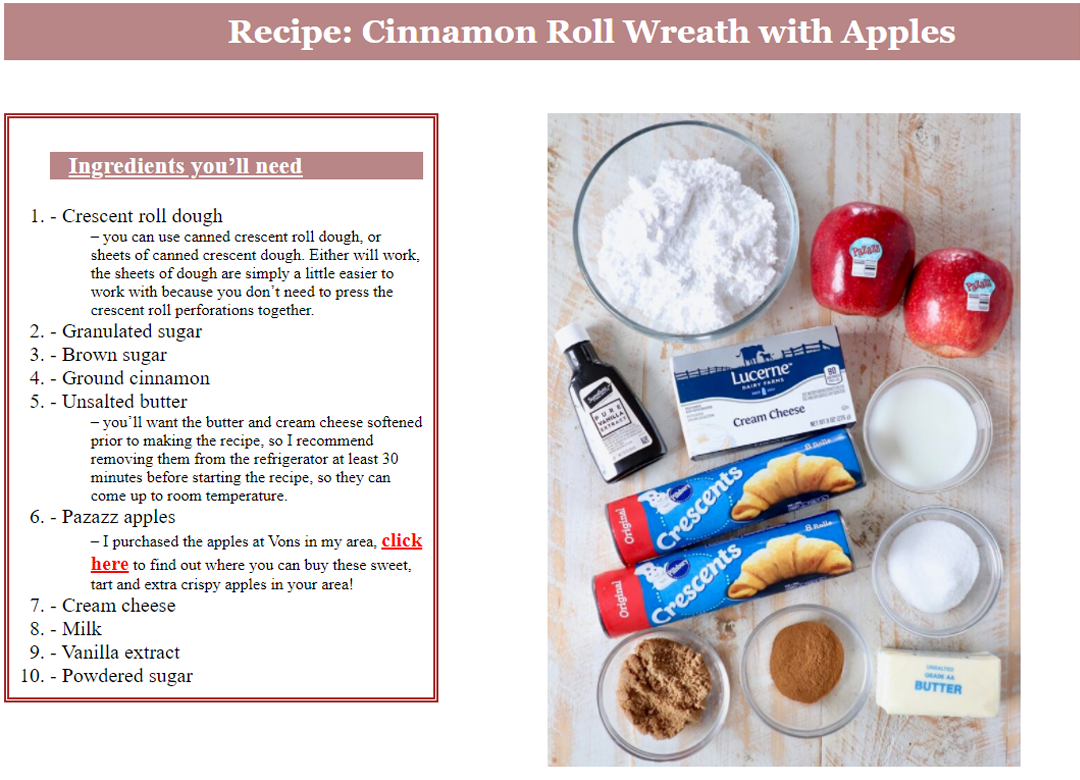 Recipe: Cinnamon Roll Wreath with Apples
Ingredients you’ll need
1. - Crescent roll dough
– you can use canned crescent roll dough, or
sheets of canned crescent dough. Either will work,
the sheets of dough are simply a little easier to
work with because you don’t need to press the
crescent roll perforations together.
2. - Granulated sugar
3. - Brown sugar
4. - Ground cinnamon
5. - Unsalted butter
– you’ll want the butter and cream cheese softened
prior to making the recipe, so I recommend
removing them from the refrigerator at least 30
minutes before starting the recipe, so they can
come up to room temperature.
6. - Pazazz apples
– I purchased the apples at Vons in my area, click
here to find out where you can buy these sweet,
tart and extra crispy apples in your area!
7. - Cream cheese
8. - Milk
9. - Vanilla extract
10. - Powdered sugar
Pazazz
Pazazz
Lucerne
DAIRY FARMS
90
Cream Cheese
NET WT 8 OZ (226 g)
PURE
VANILLA
EXTRACT
8 Rolls
Pillsbury
Original
Crescents
8 Rolls
Pillsbury
Original
Crescents
UNSALTED
GRADE AA
BUTTER